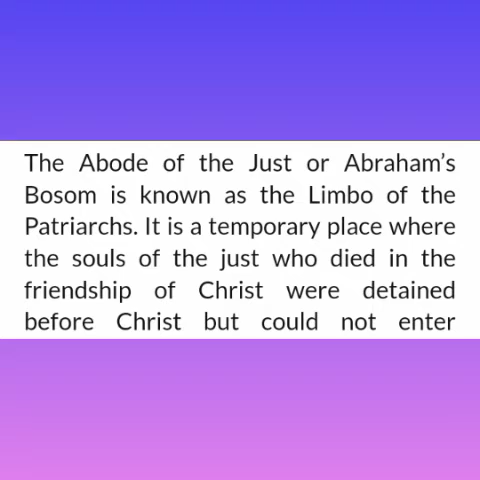 The Abode of the Just or Abraham’s
Bosom is known as the Limbo of the
Patriarchs. It is a temporary place where
the souls of the just who died in the
friendship of Christ were detained
before Christ but could not enter